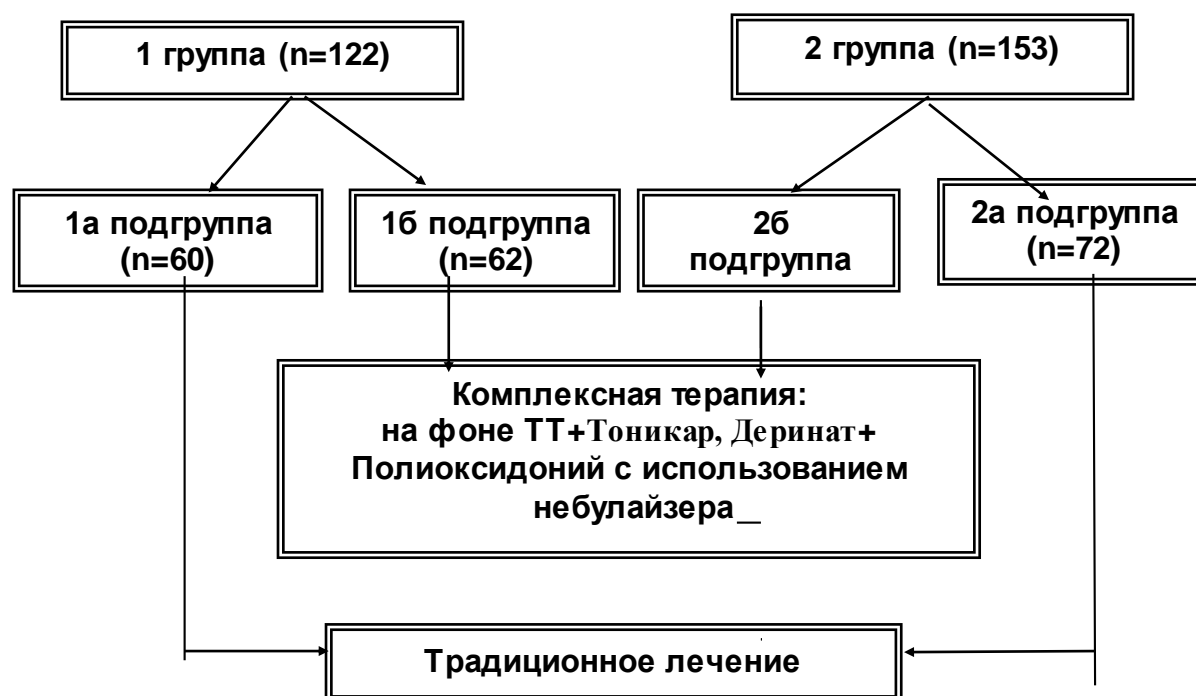 1 группа (n=122)
2 группа (n=153)
1а подгруппа
(n=60)
1б подгруппа
(n=62)
2б
подгруппа
2а подгруппа
(n=72)
Комплексная терапия:
на фоне ТТ+Тоникар, Деринат+
Полиоксидоний с использованием
небулайзера_
Традиционное лечение